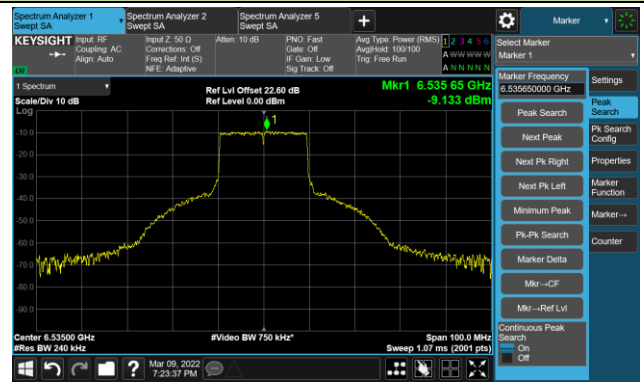 Spectrum Analyzer 1
Swept SA
Spectrum Analyzer 2
Swept SA
Spectrum Analyzer 5
Swept SA
+
Marker
KEYSIGHT
Input: RF
Coupling: AC
Align: Auto
Input Z: 50 Ω
Corrections: Off
Freq Ref: Int (S)
NFE: Adaptive
Atten: 10 dB
PNO: Fast
Gate: Off
IF Gain: Low
Sig Track: Off
Avg Type: Power (RMS)
Avg|Hold: 100/100
Trig: Free Run
1 2 3 4 5 6
A W W W W W
A N N N N N
LW
Select Marker
Marker 1
1 Spectrum
Scale/Div 10 dB
Log
Ref Lvl Offset 22.60 dB
Ref Level 0.00 dBm
Mkr1 6.535 65 GHz
-9.133 dBm
1
-10.0
-20.0
-30.0
-40.0
-50.0
-60.0
-70.0
-80.0
-90.0
Center 6.53500 GHz
#Res BW 240 kHz
#Video BW 750 kHz*
Span 100.0 MHz
Sweep 1.07 ms (2001 pts)
Marker Frequency
6.535650000 GHz
Peak Search
Next Peak
Next Pk Right
Next Pk Left
Minimum Peak
Pk-Pk Search
Marker Delta
Mkr→CF
Mkr→Ref Lvl
Continuous Peak
Search
On
Off
Settings
Peak
Search
Pk Search
Config
Properties
Marker
Function
Marker→
Counter
?
Mar 09, 2022
7:23:37 PM